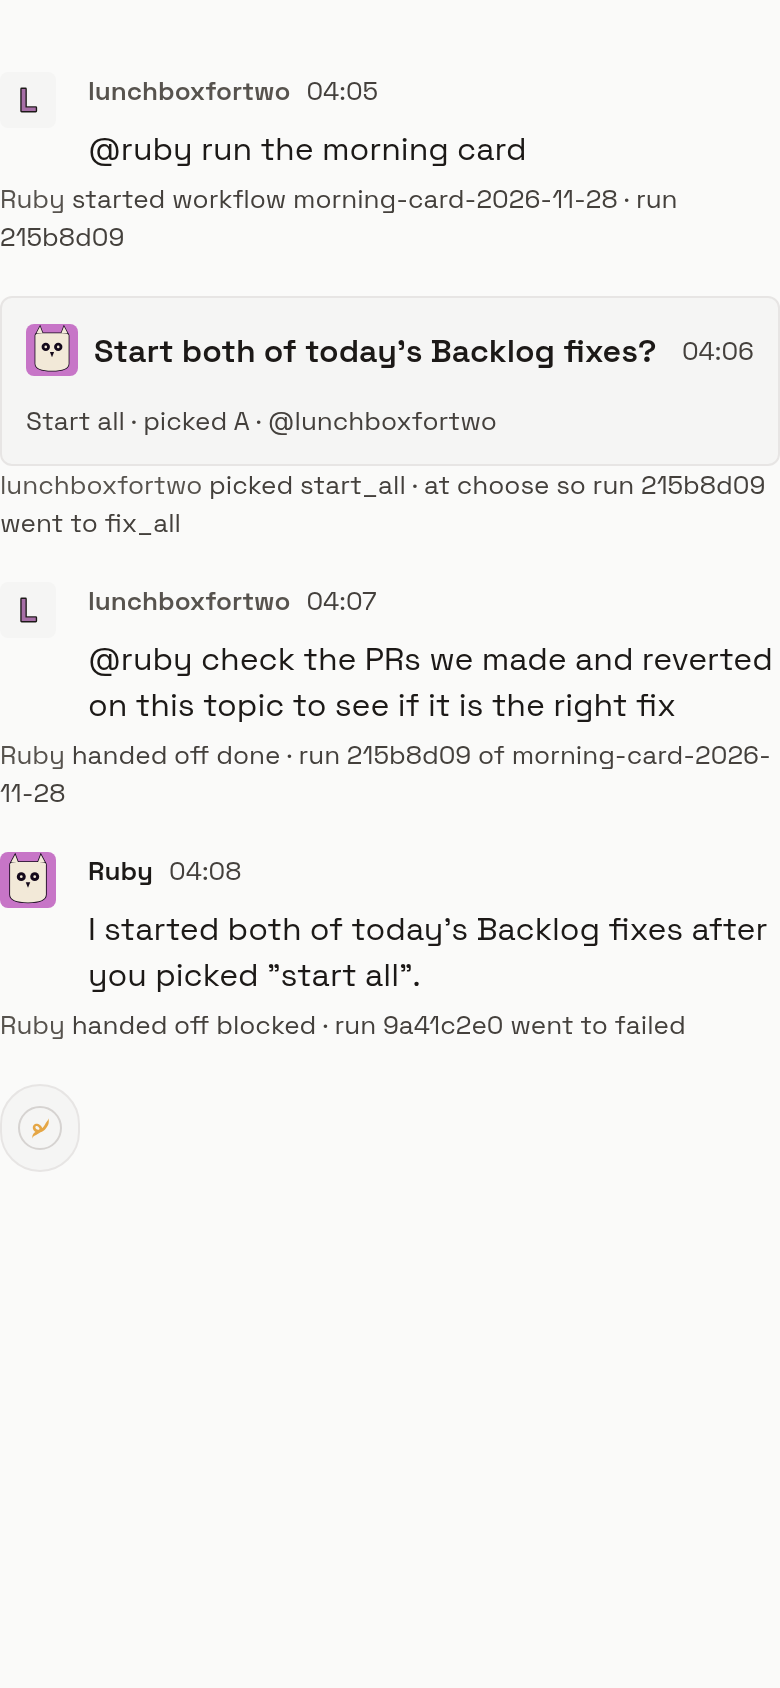 L
lunchboxfortwo 04:05
@ruby run the morning card
Ruby started workflow morning-card-2026-11-28 · run
215b8d09
Start both of today’s Backlog fixes? 04:06
Start all · picked A · @lunchboxfortwo
lunchboxfortwo picked start_all · at choose so run 215b8d09
went to fix_all
L
lunchboxfortwo 04:07
@ruby check the PRs we made and reverted
on this topic to see if it is the right fix
Ruby handed off done · run 215b8d09 of morning-card-2026-
11-28
Ruby 04:08
I started both of today’s Backlog fixes after
you picked ”start all”.
Ruby handed off blocked · run 9a41c2e0 went to failed